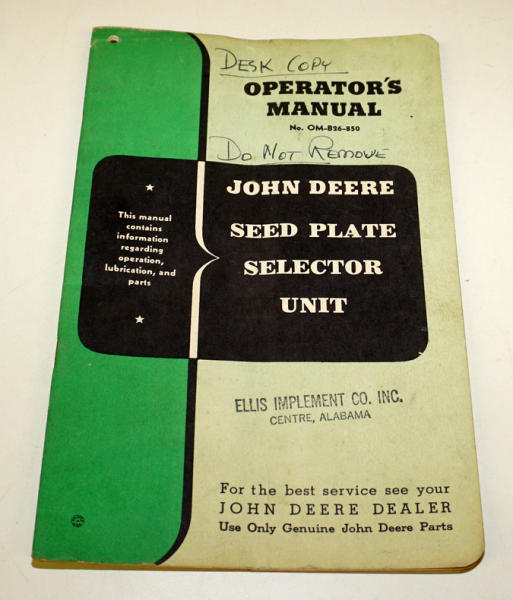 DESK COPY
OPERATOR'S
MANUAL
No. OM-B26-850
DO NOT REMOVE
JOHN DEERE
SEED PLATE
SELECTOR
UNIT
★
This manual
contains
information
regarding
operation,
lubrication, and
parts
★
ELLIS IMPLEMENT CO. INC.
CENTRE, ALABAMA
For the best service see your
JOHN DEERE DEALER
Use Only Genuine John Deere Parts